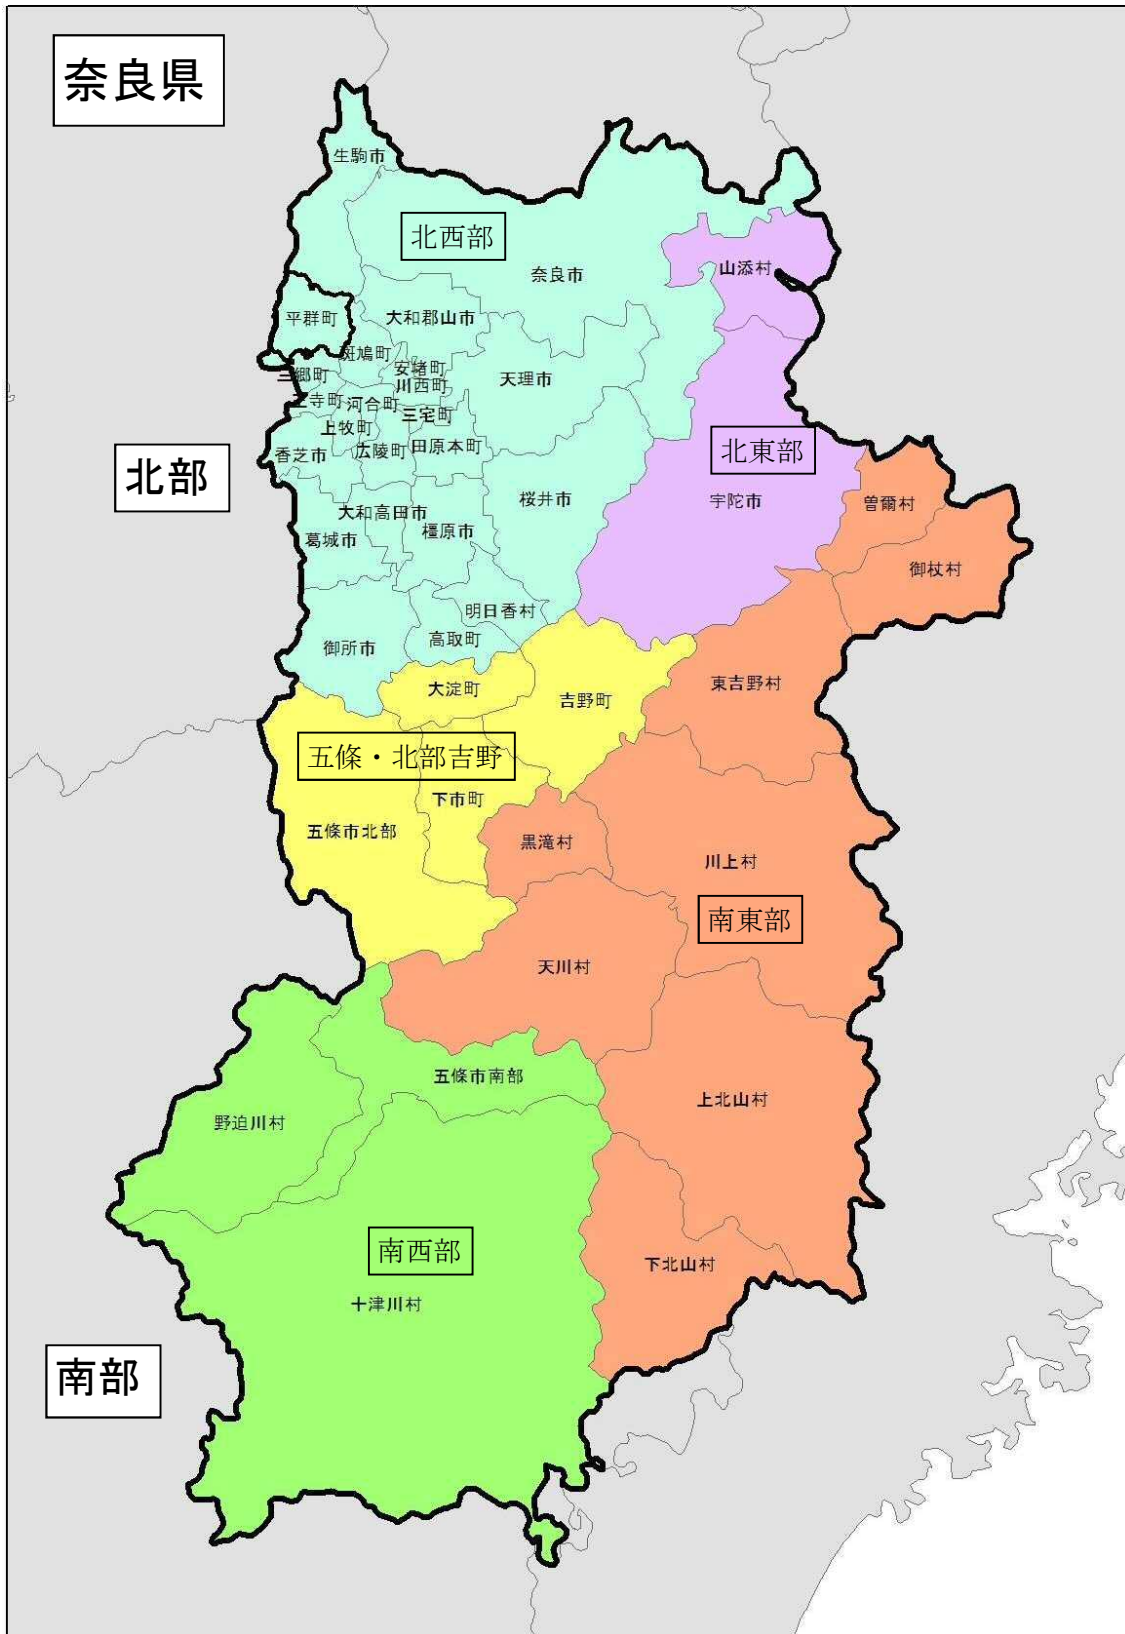 奈良県
生駒市
北西部
山添村
奈良市
平群町
大和郡山市
斑鳩町
安堵町
三郷町
天理市
川西町
王寺町
河合町
三宅町
上牧町
香芝市
広陵町
田原本町
北東部
北部
桜井市
宇陀市
曽爾村
大和高田市
葛城市
橿原市
御杖村
明日香村
高取町
御所市
大淀町
東吉野村
吉野町
五條・北部吉野
下市町
五條市北部
黒滝村
川上村
南東部
天川村
五條市南部
上北山村
野迫川村
南西部
下北山村
十津川村
南部